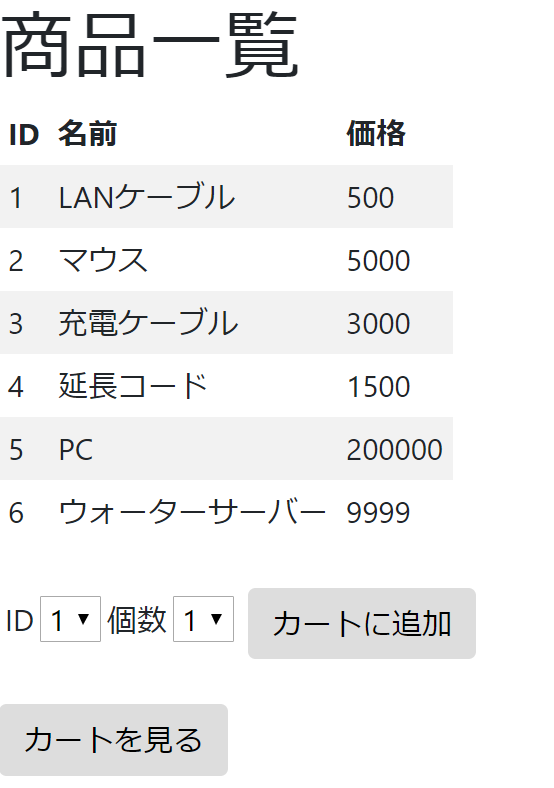 商品一覧
ID 名前 価格
1 LANケーブル 500
2 マウス 5000
3 充電ケーブル 3000
4 延長コード 1500
5 PC 200000
6 ウォーターサーバー 9999
ID 1 個数 1 カートに追加
カートを見る